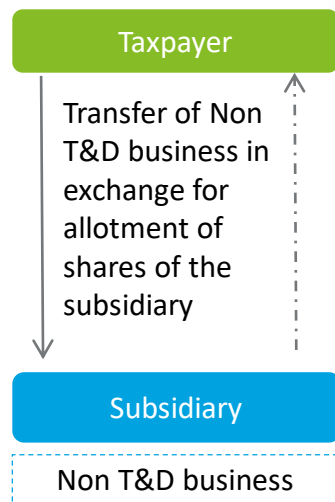 Taxpayer
Transfer of Non
T&D business in
exchange for
allotment of
shares of the
subsidiary
Subsidiary
Non T&D business